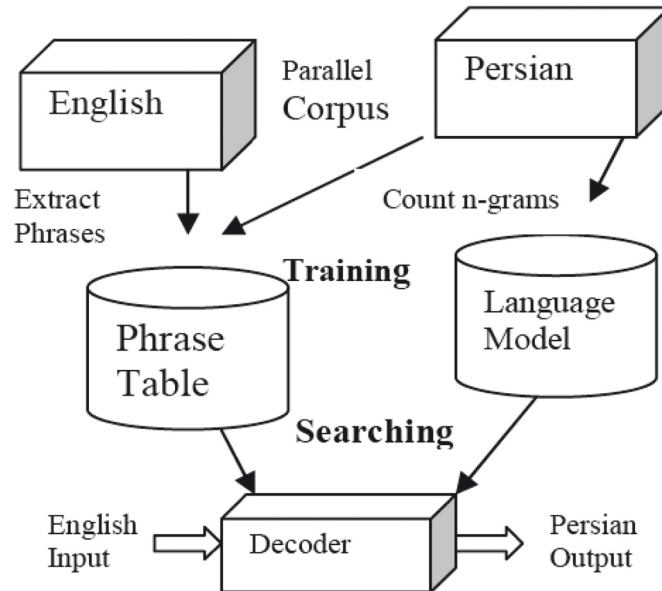 English
Parallel
Corpus
Persian
Extract
Phrases
Count n-grams
Training
Phrase
Table
Language
Model
Searching
English
Input
Decoder
Persian
Output